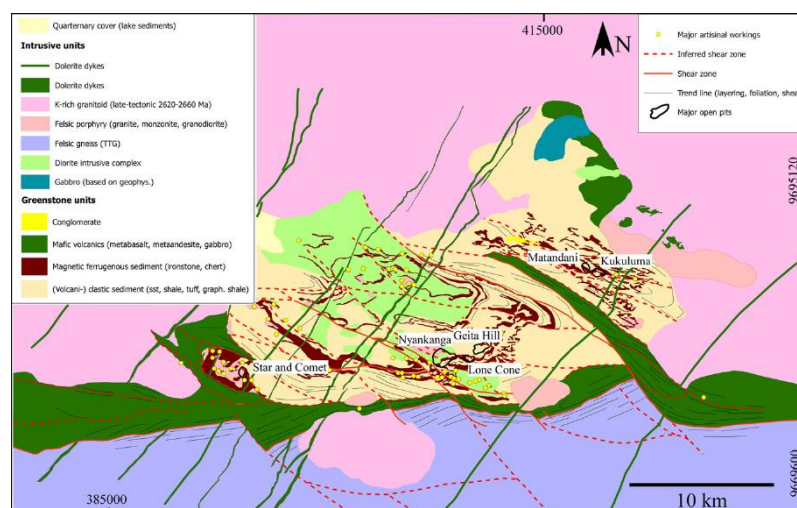 Quaternary cover (lake sediments)
Intrusive units
Dolerite dykes
Dolerite dykes
K-rich granitoid (late-tectonic 2620-2660 Ma)
Felsic porphyry (granite, monzonite, granodiorite)
Felsic gneiss (TTG)
Diorite intrusive complex
Gabbro (based on geophys.)
Greenstone units
Conglomerate
Mafic volcanics (metabasalt, metaandesite, gabbro)
Magnetic ferrugenous sediment (ironstone, chert)
(Volcani-) clastic sediment (sst, shale, tuff, graph. shale)
415000
N
Major artisinal workings
Inferred shear zone
Shear zone
Trend line (layering, foliation, shea
Major open pits
9695120
Matandani
Kukuluma
Nyankanga
Geita Hill
Star and Comet
Lone Cone
385000
10 km
9669600